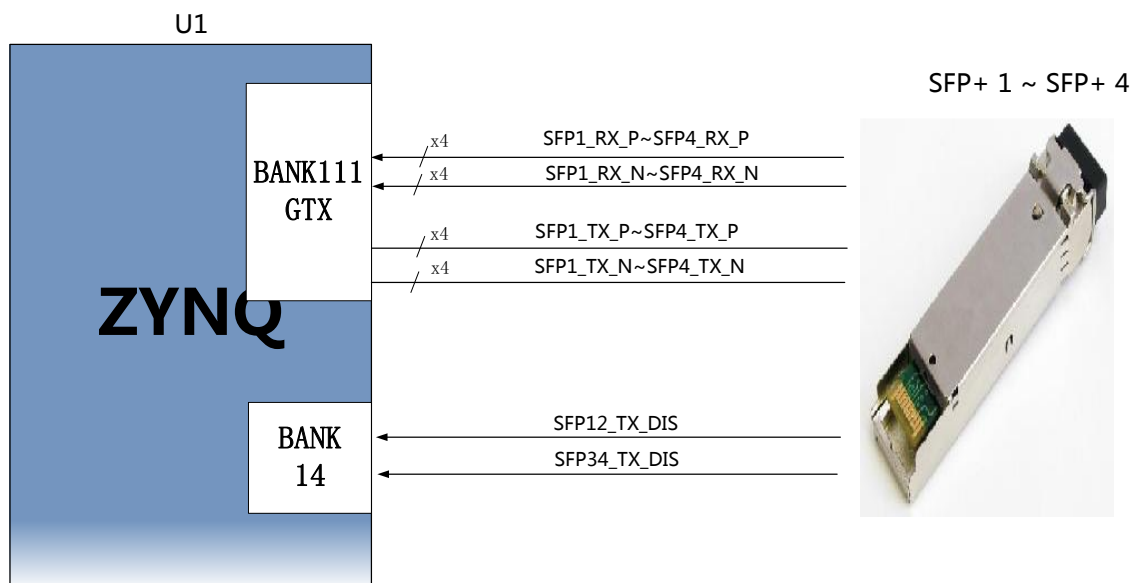 U1
SFP+ 1 ~ SFP+ 4
x4
SFP1_RX_P~SFP4_RX_P
BANK111
GTX
x4
SFP1_RX_N~SFP4_RX_N
x4
SFP1_TX_P~SFP4_TX_P
x4
SFP1_TX_N~SFP4_TX_N
ZYNQ
BANK
14
SFP12_TX_DIS
SFP34_TX_DIS